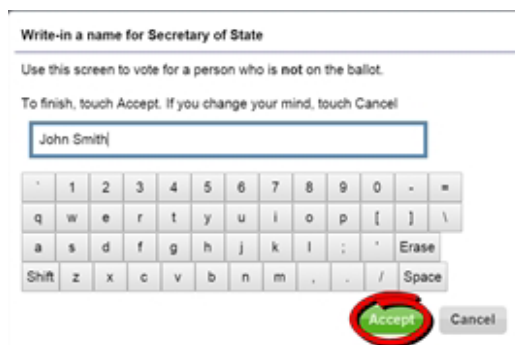 Write-in a name for Secretary of State
Use this screen to vote for a person who is not on the ballot.
To finish, touch Accept. If you change your mind, touch Cancel
John Smith
` 1 2 3 4 5 6 7 8 9 0 - =
q w e r t y u i o p [ ] \
a s d f g h j k l ; ' Erase
Shift z x c v b n m , . / Space
Accept Cancel